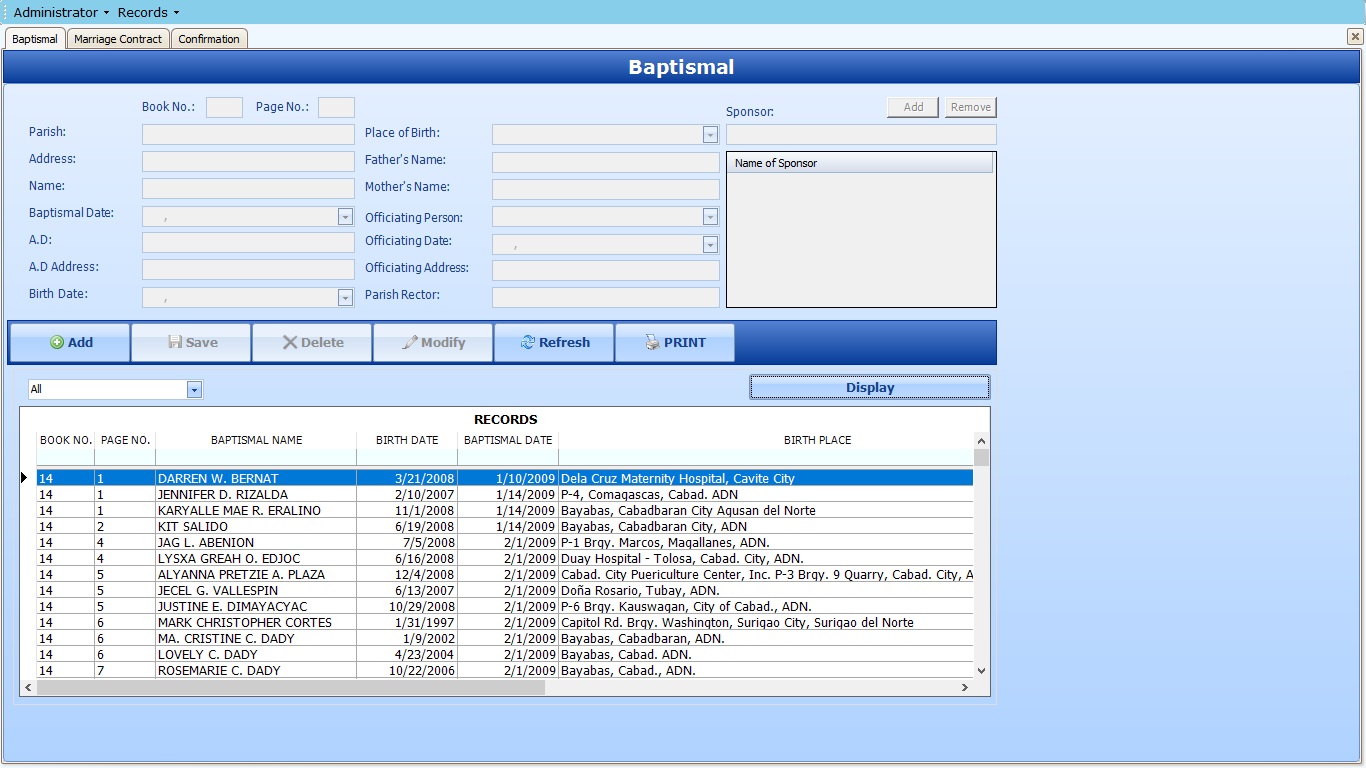 Administrator Records
Baptismal Marriage Contract Confirmation
Baptismal
Book No.: Page No.:
Sponsor: Add Remove
Parish: Place of Birth:
Address: Father's Name:
Name of Sponsor
Name: Mother's Name:
Baptismal Date: , Officiating Person:
A.D: Officiating Date: ,
A.D Address: Officiating Address:
Birth Date: , Parish Rector:
Add Save Delete Modify Refresh PRINT
All Display
RECORDS
BOOK NO. PAGE NO. BAPTISMAL NAME BIRTH DATE BAPTISMAL DATE BIRTH PLACE
14 1 DARREN W. BERNAT 3/21/2008 1/10/2009 Dela Cruz Maternity Hospital, Cavite City
14 1 JENNIFER D. RIZALDA 2/10/2007 1/14/2009 P-4, Comagascas, Cabad. ADN
14 1 KARYALLE MAE R. ERALINO 11/1/2008 1/14/2009 Bayabas, Cabadbaran City Agusan del Norte
14 2 KIT SALIDO 6/19/2008 1/14/2009 Bayabas, Cabadbaran City, ADN
14 4 JAG L. ABENION 7/5/2008 2/1/2009 P-1 Brgy. Marcos, Magallanes, ADN.
14 4 LYSXA GREAH O. EDJOC 6/16/2008 2/1/2009 Duay Hospital - Tolosa, Cabad. City, ADN.
14 5 ALYANNA PRETZIE A. PLAZA 12/4/2008 2/1/2009 Cabad. City Puericulture Center, Inc. P-3 Brgy. 9 Quarry, Cabad. City, A
14 5 JECEL G. VALLESPIN 6/13/2007 2/1/2009 Doña Rosario, Tubay, ADN.
14 5 JUSTINE E. DIMAYACYAC 10/29/2008 2/1/2009 P-6 Brgy. Kauswagan, City of Cabad., ADN.
14 6 MARK CHRISTOPHER CORTES 1/31/1997 2/1/2009 Capitol Rd. Brgy. Washington, Surigao City, Surigao del Norte
14 6 MA. CRISTINE C. DADY 1/9/2002 2/1/2009 Bayabas, Cabadbaran, ADN.
14 6 LOVELY C. DADY 4/23/2004 2/1/2009 Bayabas, Cabad. ADN.
14 7 ROSEMARIE C. DADY 10/22/2006 2/1/2009 Bayabas, Cabad., ADN.